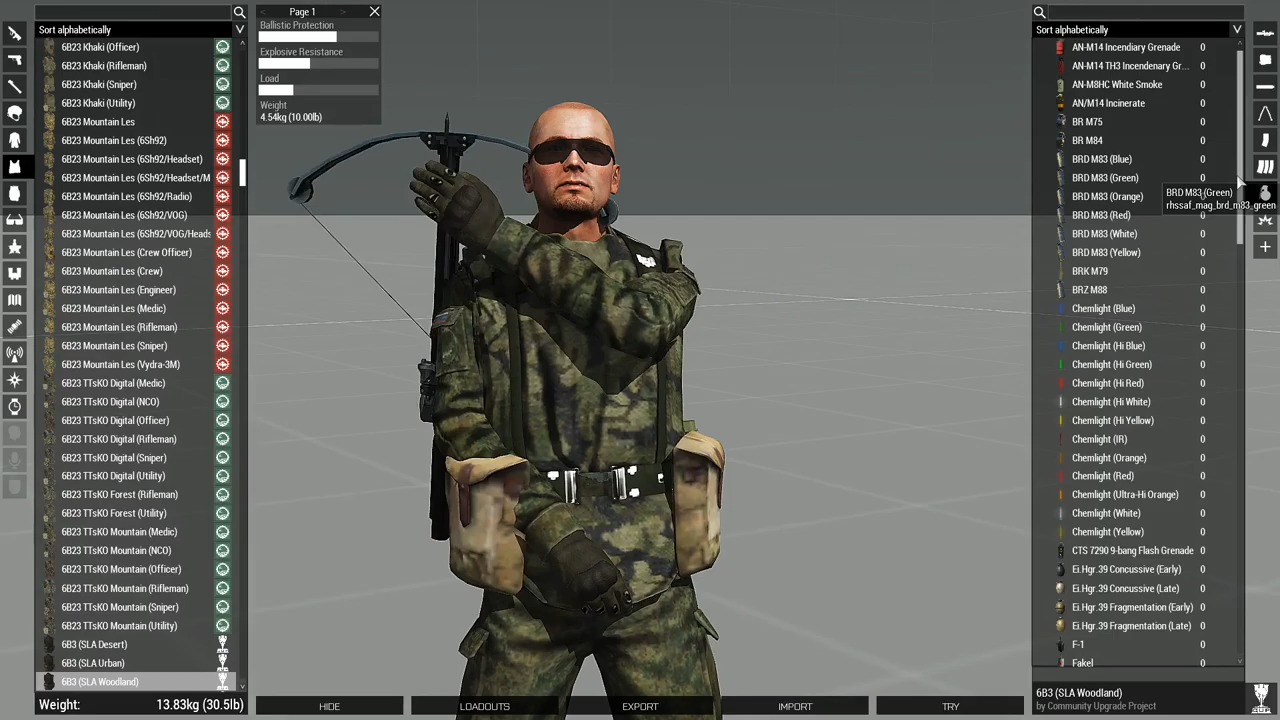 Sort alphabetically
6B23 Khaki (Officer)
6B23 Khaki (Rifleman)
6B23 Khaki (Sniper)
6B23 Khaki (Utility)
6B23 Mountain Les
6B23 Mountain Les (6Sh92)
6B23 Mountain Les (6Sh92/Headset)
6B23 Mountain Les (6Sh92/Headset/M
6B23 Mountain Les (6Sh92/Radio)
6B23 Mountain Les (6Sh92/VOG)
6B23 Mountain Les (6Sh92/VOG/Heads
6B23 Mountain Les (Crew Officer)
6B23 Mountain Les (Crew)
6B23 Mountain Les (Engineer)
6B23 Mountain Les (Medic)
6B23 Mountain Les (Rifleman)
6B23 Mountain Les (Sniper)
6B23 Mountain Les (Vydra-3M)
6B23 TTsKO Digital (Medic)
6B23 TTsKO Digital (NCO)
6B23 TTsKO Digital (Officer)
6B23 TTsKO Digital (Rifleman)
6B23 TTsKO Digital (Sniper)
6B23 TTsKO Digital (Utility)
6B23 TTsKO Forest (Rifleman)
6B23 TTsKO Forest (Utility)
6B23 TTsKO Mountain (Medic)
6B23 TTsKO Mountain (NCO)
6B23 TTsKO Mountain (Officer)
6B23 TTsKO Mountain (Rifleman)
6B23 TTsKO Mountain (Sniper)
6B23 TTsKO Mountain (Utility)
6B3 (SLA Desert)
6B3 (SLA Urban)
6B3 (SLA Woodland)
Weight: 13.83kg (30.5lb)
< Page 1 >
Ballistic Protection
Explosive Resistance
Load
Weight
4.54kg (10.00lb)
HIDE
LOADOUTS
EXPORT
IMPORT
TRY
Sort alphabetically
AN-M14 Incendiary Grenade 0
AN-M14 TH3 Incendenary Gr... 0
AN-M8HC White Smoke 0
AN/M14 Incinerate 0
BR M75 0
BR M84 0
BRD M83 (Blue) 0
BRD M83 (Green) 0
BRD M83 (Orange)
BRD M83 (Red) 0
BRD M83 (White) 0
BRD M83 (Yellow) 0
BRK M79 0
BRZ M88 0
Chemlight (Blue) 0
Chemlight (Green) 0
Chemlight (Hi Blue) 0
Chemlight (Hi Green) 0
Chemlight (Hi Red) 0
Chemlight (Hi White) 0
Chemlight (Hi Yellow) 0
Chemlight (IR) 0
Chemlight (Orange) 0
Chemlight (Red) 0
Chemlight (Ultra-Hi Orange) 0
Chemlight (White) 0
Chemlight (Yellow) 0
CTS 7290 9-bang Flash Grenade 0
Ei.Hgr.39 Concussive (Early) 0
Ei.Hgr.39 Concussive (Late) 0
Ei.Hgr.39 Fragmentation (Early) 0
Ei.Hgr.39 Fragmentation (Late) 0
F-1 0
Fakel 0
BRD M83 (Green)
rhssaf_mag_brd_m83_green
6B3 (SLA Woodland)
by Community Upgrade Project